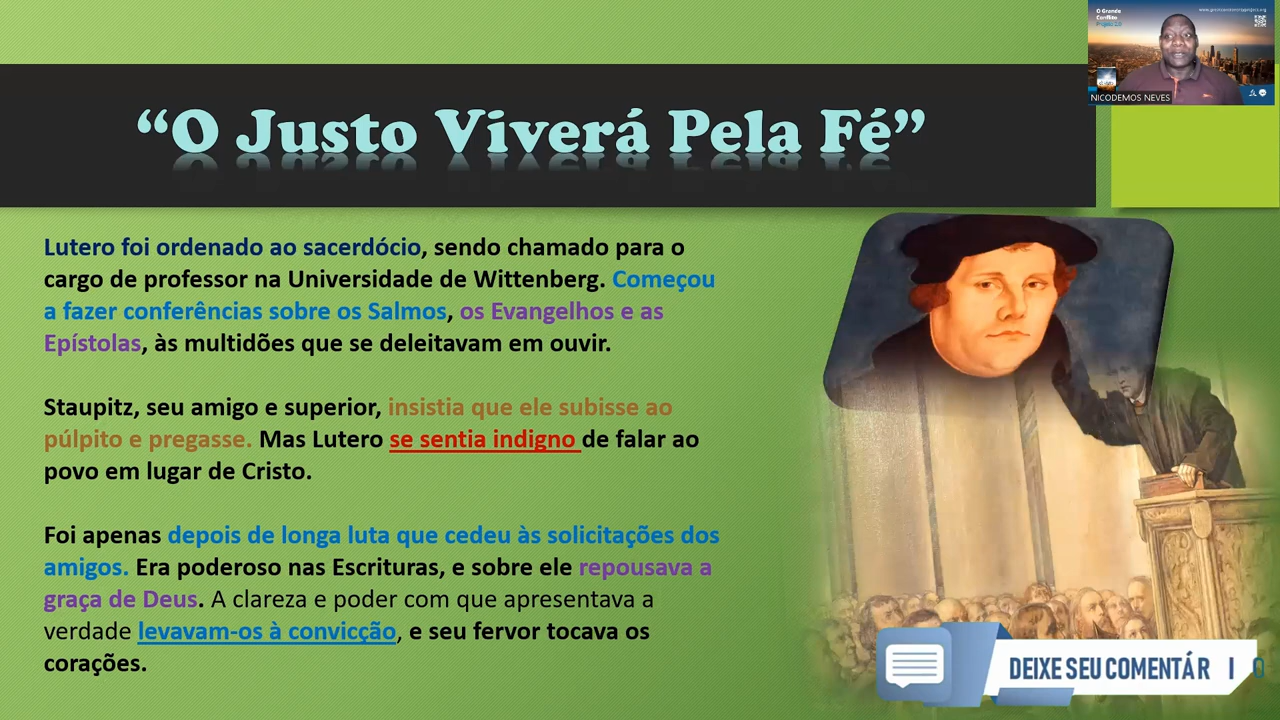 O Grande
Conflito
Projeto 2.0
NICODEMOS NEVES
“O Justo Viverá Pela Fé”
Lutero foi ordenado ao sacerdócio, sendo chamado para o
cargo de professor na Universidade de Wittenberg. Começou
a fazer conferências sobre os Salmos, os Evangelhos e as
Epístolas, às multidões que se deleitavam em ouvir.
Staupitz, seu amigo e superior, insistia que ele subisse ao
púlpito e pregasse. Mas Lutero se sentia indigno de falar ao
povo em lugar de Cristo.
Foi apenas depois de longa luta que cedeu às solicitações dos
amigos. Era poderoso nas Escrituras, e sobre ele repousava a
graça de Deus. A clareza e poder com que apresentava a
verdade levavam-os à convicção, e seu fervor tocava os
corações.
DEIXE SEU COMENTÁR I O